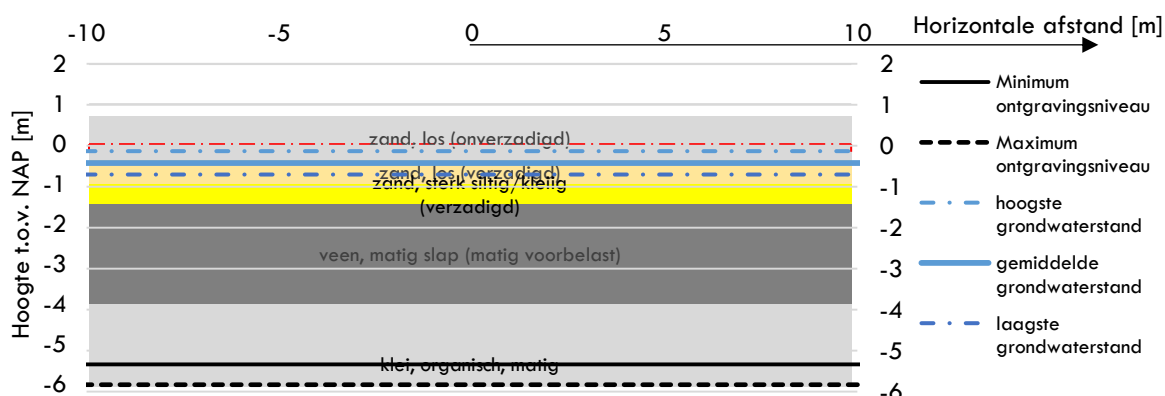 -10 -5 0 5 10 Horizontale afstand [m]
Hoogte t.o.v. NAP [m]
2 2
1 1
0 0
-1 -1
-2 -2
-3 -3
-4 -4
-5 -5
-6 -6
zand, los (onverzadigd)
zand, los (verzadigd)
zand, sterk siltig/kleiig
(verzadigd)
veen, matig slap (matig voorbelast)
klei, organisch, matig
Minimum
ontgravingsniveau
Maximum
ontgravingsniveau
hoogste
grondwaterstand
gemiddelde
grondwaterstand
laagste
grondwaterstand